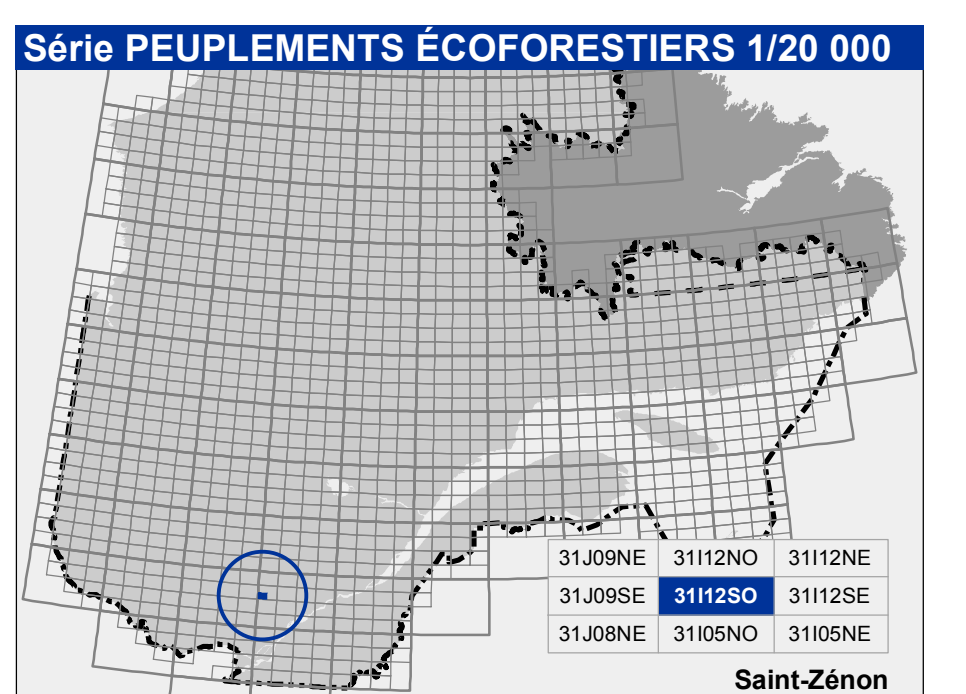 Série PEUPLEMENTS ÉCOFORESTIERS 1/20 000
31J09NE 31I12NO 31I12NE
31J09SE 31I12SO 31I12SE
31J08NE 31I05NO 31I05NE
Saint-Zénon